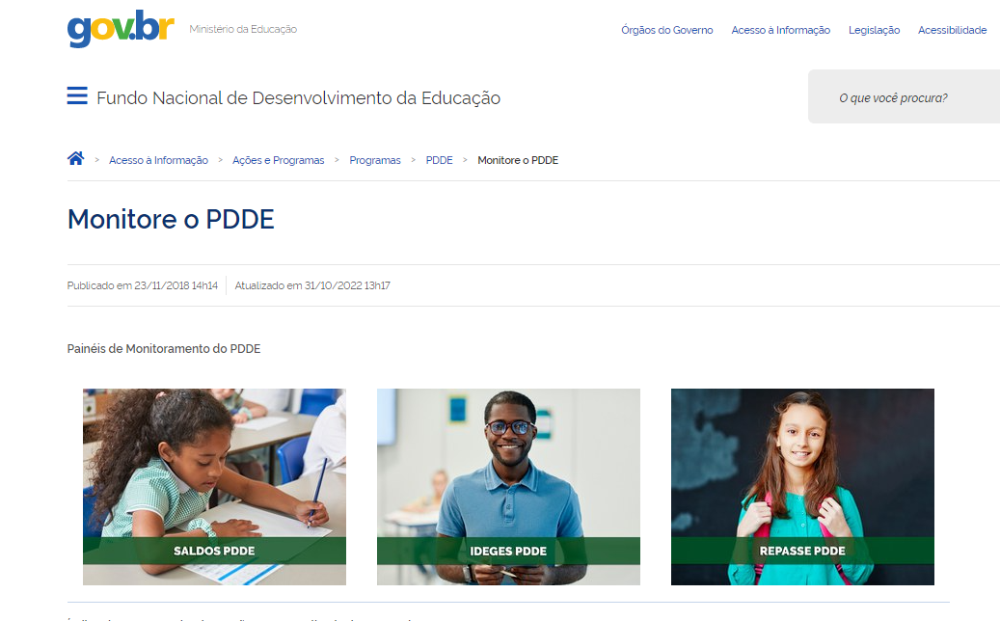 gov.br Ministério da Educação Órgãos do Governo Acesso à Informação Legislação Acessibilidade
Fundo Nacional de Desenvolvimento da Educação O que você procura?
> Acesso à Informação > Ações e Programas > Programas > PDDE > Monitore o PDDE
Monitore o PDDE
Publicado em 23/11/2018 14h14 Atualizado em 31/10/2022 13h17
Painéis de Monitoramento do PDDE
SALDOS PDDE IDEGES PDDE REPASSE PDDE